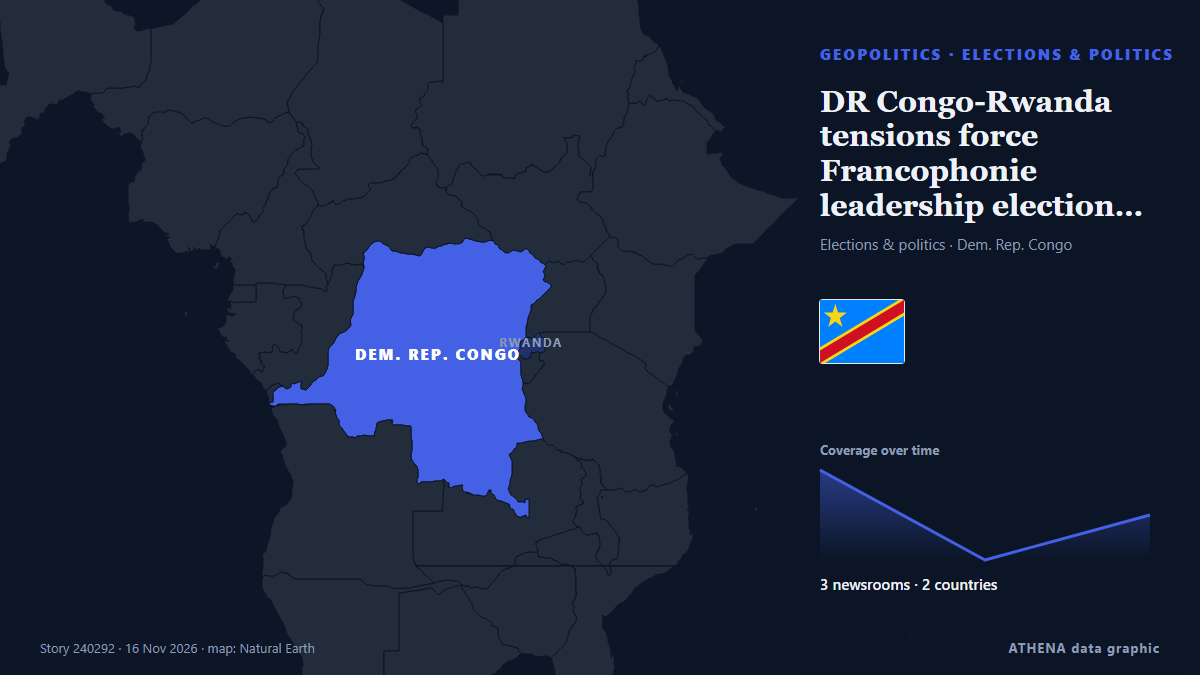 GEOPOLITICS · ELECTIONS & POLITICS
DR Congo-Rwanda
tensions force
Francophonie
leadership election...
Elections & politics · Dem. Rep. Congo
RWANDA
DEM. REP. CONGO
Coverage over time
3 newsrooms · 2 countries
Story 240292 · 16 Nov 2026 · map: Natural Earth
ATHENA data graphic